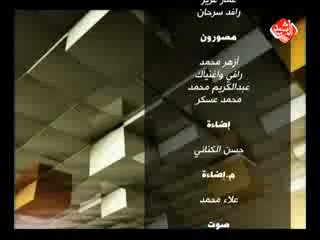 عمار عزيز
رافد سرحان
مصورون
أزهر محمد
رافي واغنياك
عبدالكريم محمد
محمد عسكر
إضاءة
حسن الكناني
م.إضاءة
علاء محمد
صوت